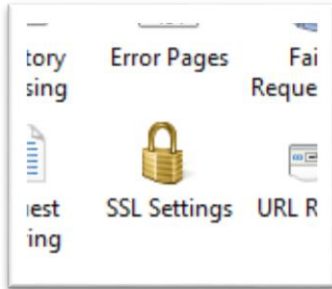 tory
sing
Error Pages
Fai
Reque
uest
ing
SSL Settings
URL R